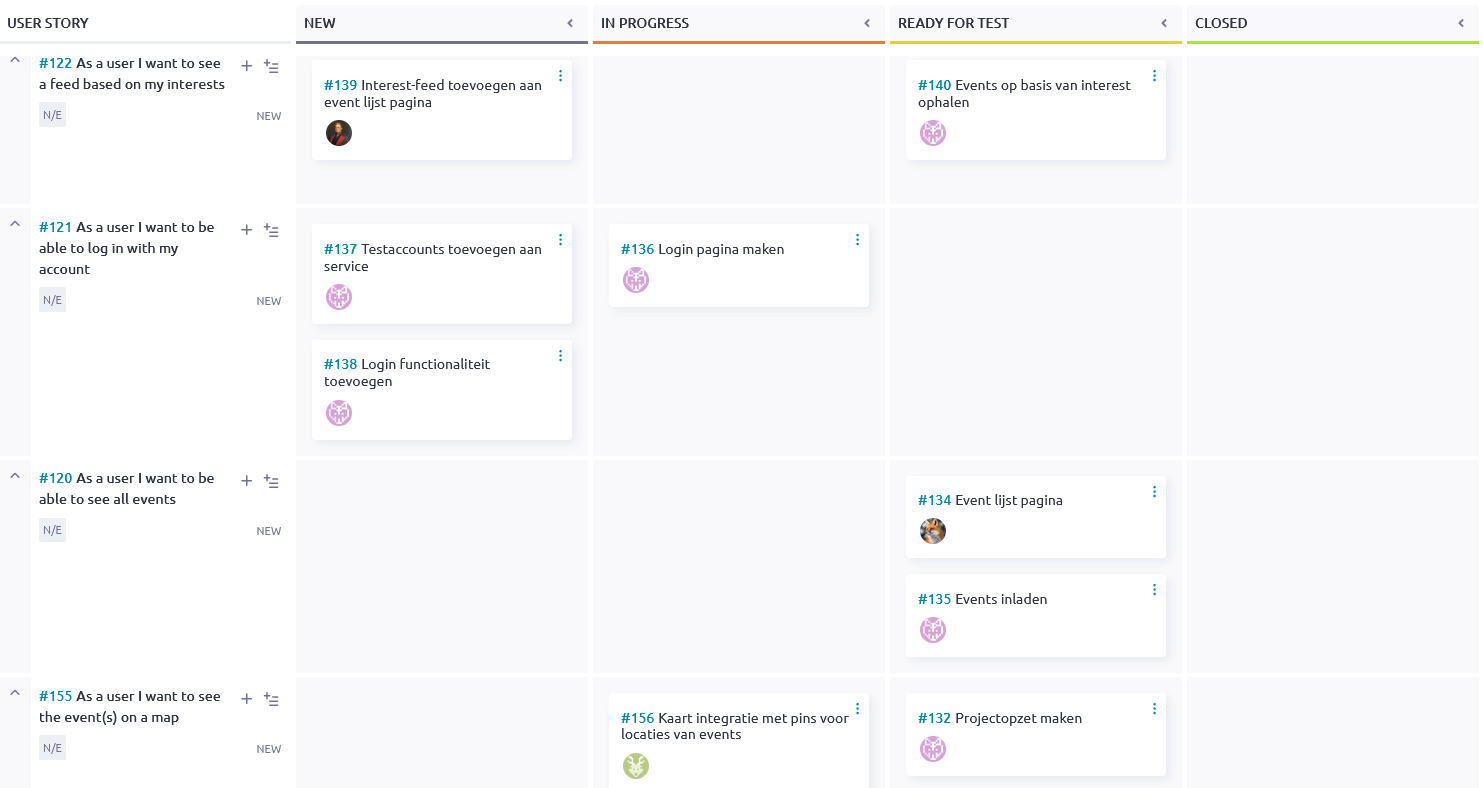 USER STORY
NEW
IN PROGRESS
READY FOR TEST
CLOSED
#122 As a user I want to see
a feed based on my interests
N/E
NEW
#139 Interest-feed toevoegen aan
event lijst pagina
#140 Events op basis van interest
ophalen
#121 As a user I want to be
able to log in with my
account
N/E
NEW
#137 Testaccounts toevoegen aan
service
#138 Login functionaliteit
toevoegen
#136 Login pagina maken
#120 As a user I want to be
able to see all events
N/E
NEW
#134 Event lijst pagina
#135 Events inladen
#155 As a user I want to see
the event(s) on a map
N/E
NEW
#156 Kaart integratie met pins voor
locaties van events
#132 Projectopzet maken